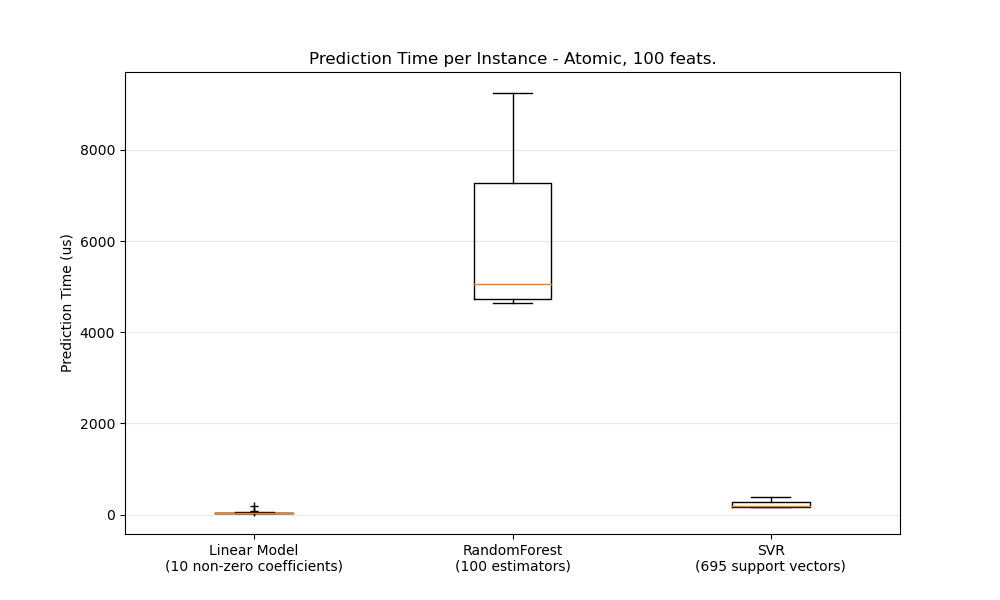 Prediction Time per Instance - Atomic, 100 feats.
Prediction Time (us)
8000
6000
4000
2000
0
Linear Model
(10 non-zero coefficients)
RandomForest
(100 estimators)
SVR
(695 support vectors)